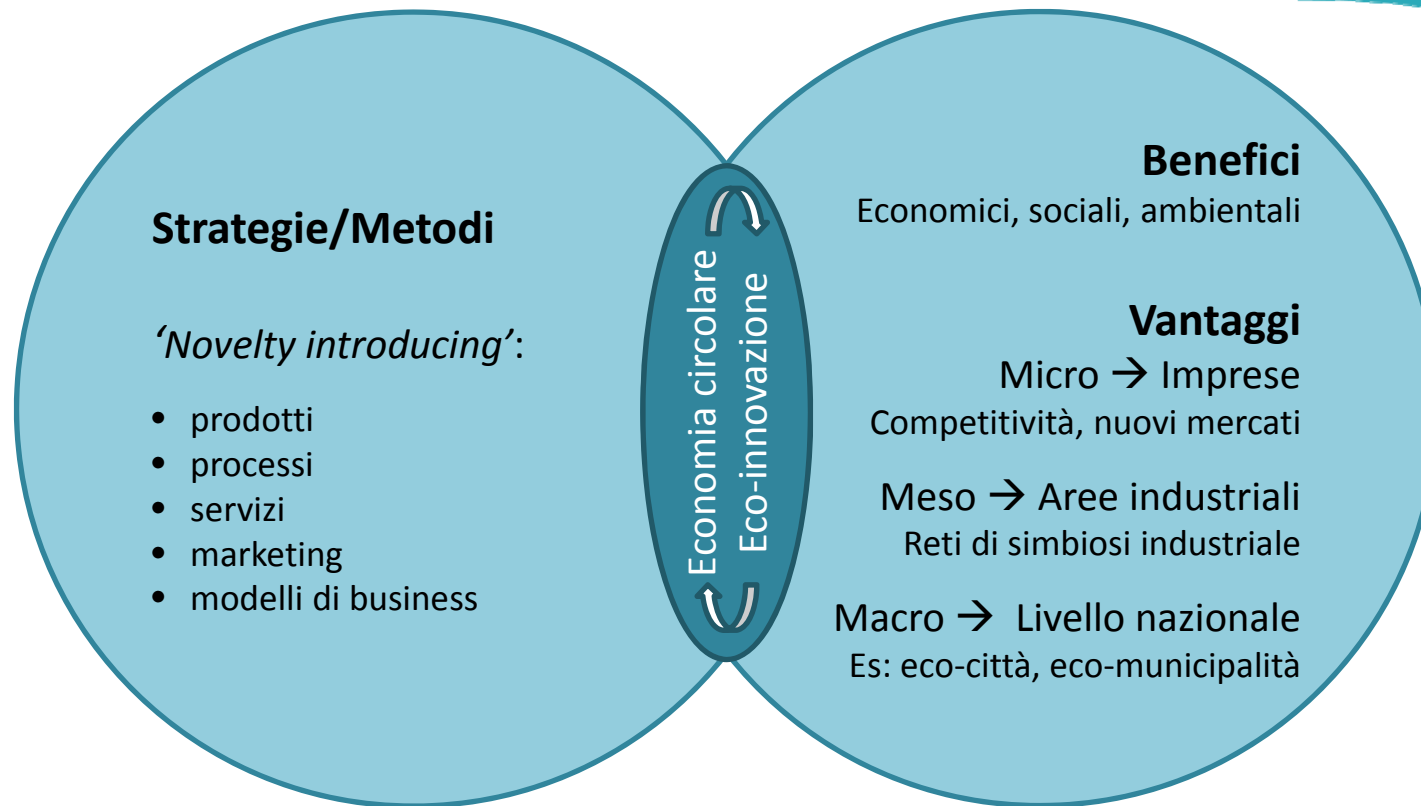 Strategie/Metodi
‘Novelty introducing’:
• prodotti
• processi
• servizi
• marketing
• modelli di business
Economia circolare
Eco-innovazione
Benefici
Economici, sociali, ambientali
Vantaggi
Micro → Imprese
Competitività, nuovi mercati
Meso → Aree industriali
Reti di simbiosi industriale
Macro → Livello nazionale
Es: eco-città, eco-municipalità